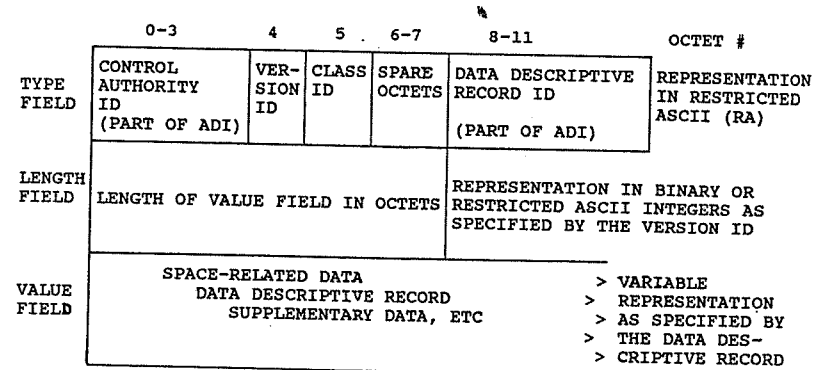 0-3 4 5 6-7 8-11 OCTET #
TYPE FIELD
CONTROL AUTHORITY ID (PART OF ADI)
VER-SION ID
CLASS ID
SPARE OCTETS
DATA DESCRIPTIVE RECORD ID (PART OF ADI)
REPRESENTATION IN RESTRICTED ASCII (RA)
LENGTH FIELD
LENGTH OF VALUE FIELD IN OCTETS
REPRESENTATION IN BINARY OR
RESTRICTED ASCII INTEGERS AS
SPECIFIED BY THE VERSION ID
VALUE FIELD
SPACE-RELATED DATA
DATA DESCRIPTIVE RECORD
SUPPLEMENTARY DATA, ETC
> VARIABLE
> REPRESENTATION
> AS SPECIFIED BY
> THE DATA DES-
> CRIPTIVE RECORD